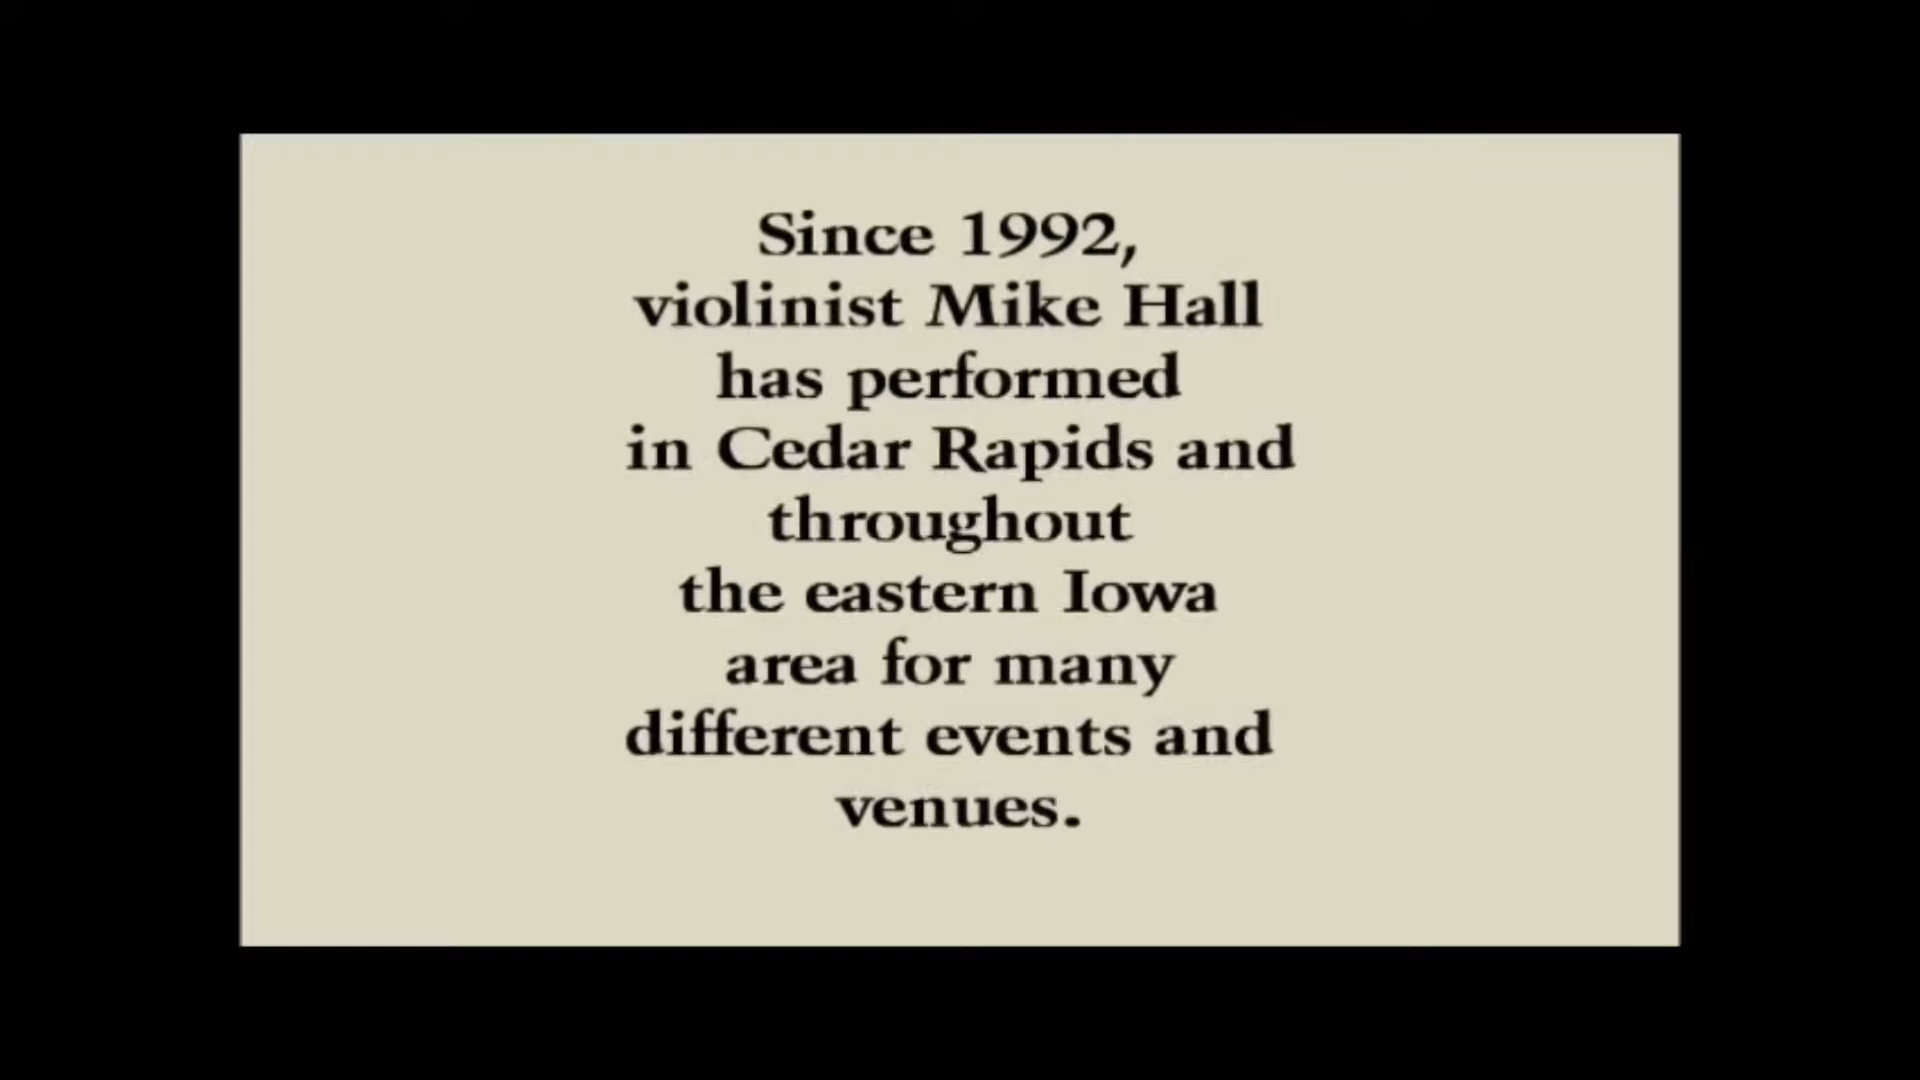 Since 1992,
violinist Mike Hall
has performed
in Cedar Rapids and
throughout
the eastern Iowa
area for many
different events and
venues.